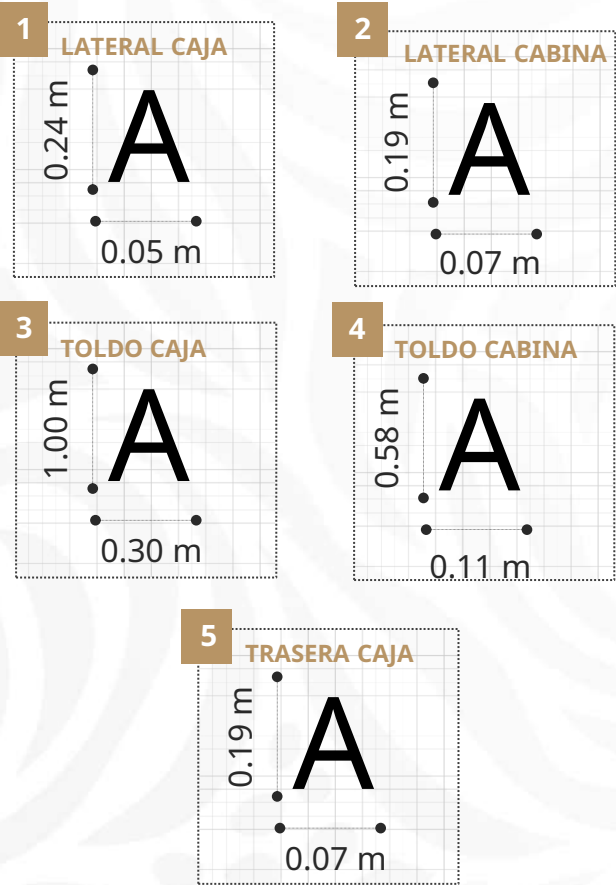 1
LATERAL CAJA
0.24 m
A
0.05 m
2
LATERAL CABINA
0.19 m
A
0.07 m
3
TOLDO CAJA
1.00 m
A
0.30 m
4
TOLDO CABINA
0.58 m
A
0.11 m
5
TRASERA CAJA
0.19 m
A
0.07 m